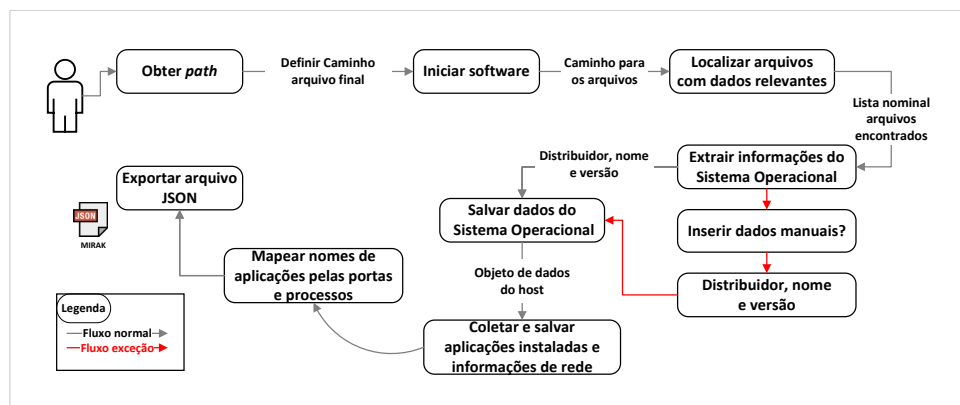 Obter path
Definir Caminho
arquivo final
Iniciar software
Caminho para
os arquivos
Localizar arquivos
com dados relevantes
Lista nominal
arquivos
encontrados
Extrair informações do
Sistema Operacional
Distribuidor, nome
e versão
Inserir dados manuais?
Distribuidor, nome
e versão
Salvar dados do
Sistema Operacional
Objeto de dados
do host
Coletar e salvar
aplicações instaladas e
informações de rede
Mapear nomes de
aplicações pelas portas
e processos
Exportar arquivo
JSON
JSON
MIRAK
Legenda
Fluxo normal
Fluxo exceção